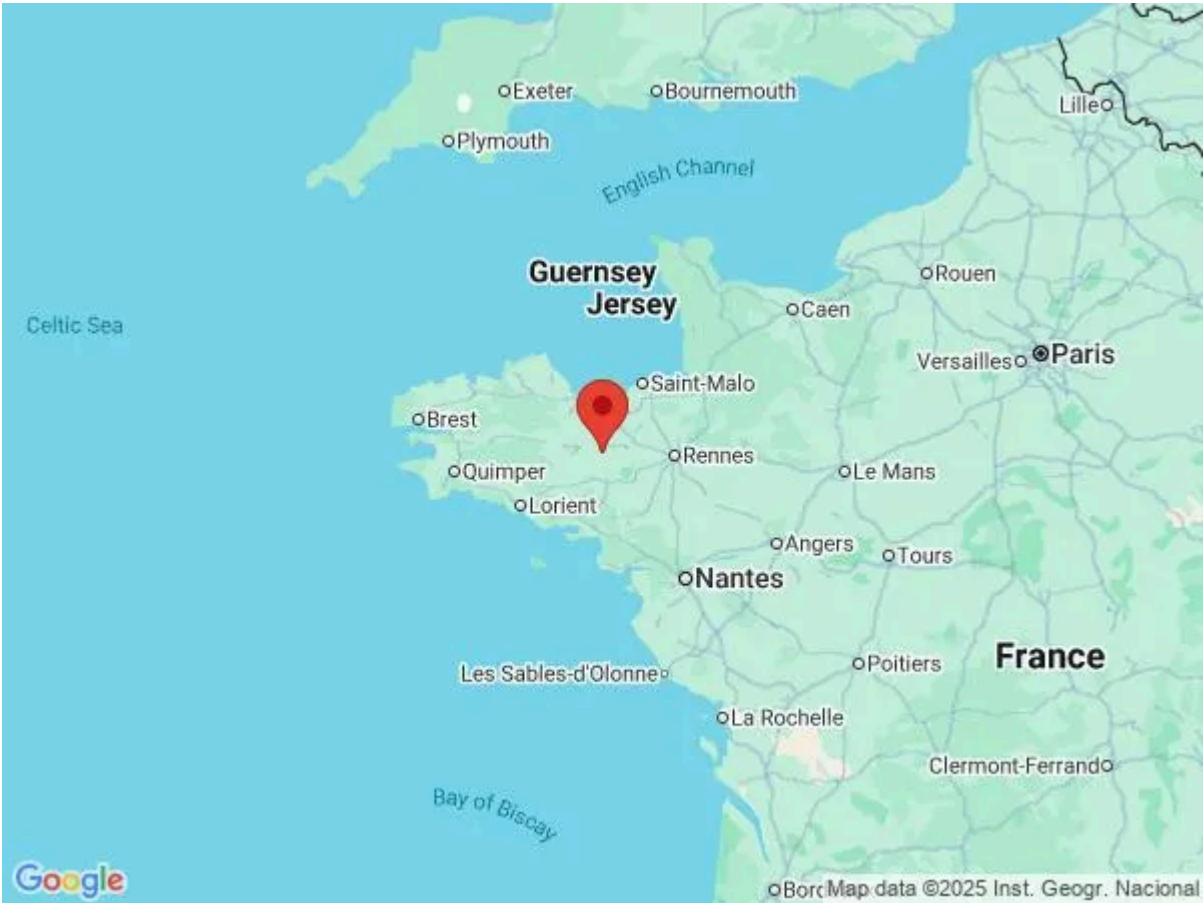 Exeter
Bournemouth
Lille
Plymouth
English Channel
Guernsey
Jersey
Rouen
Caen
Celtic Sea
Versailles
Paris
Saint-Malo
Brest
Rennes
Quimper
Le Mans
Lorient
Angers
Tours
Nantes
France
Poitiers
Les Sables-d'Olonne
La Rochelle
Clermont-Ferrand
Bay of Biscay
Google
Bord
Map data ©2025 Inst. Geogr. Nacional